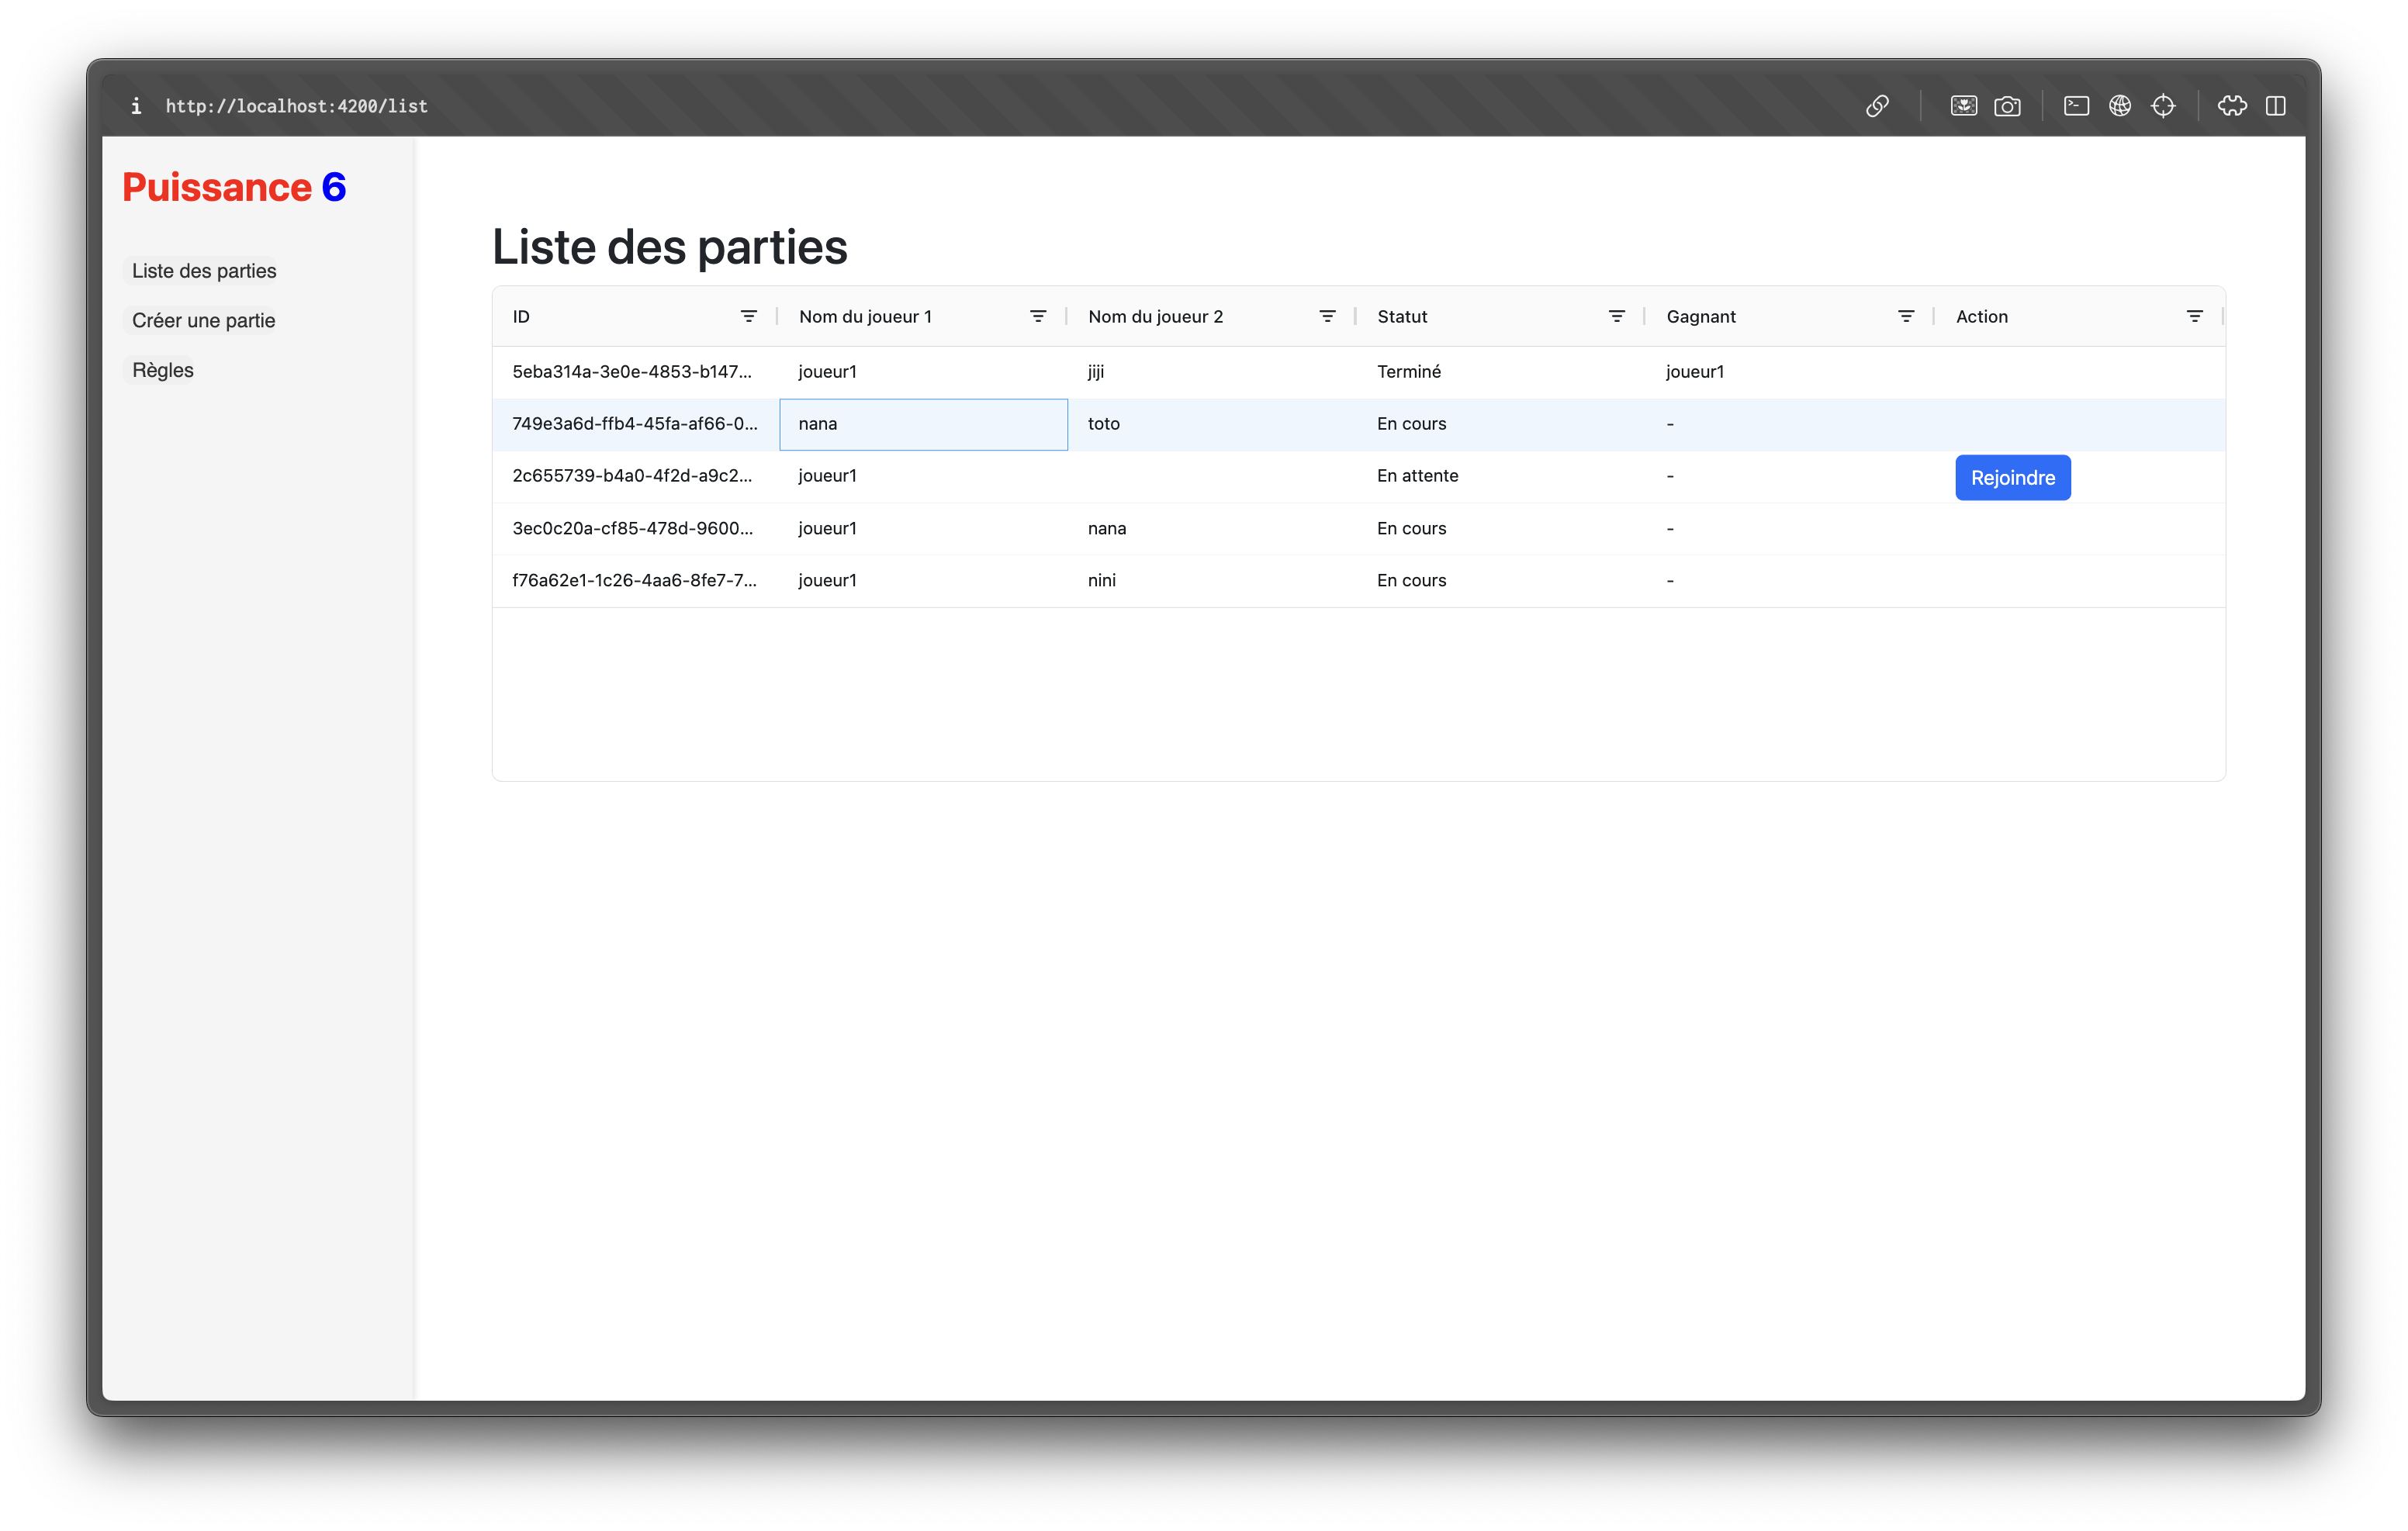 http://localhost:4200/list
Puissance 6
Liste des parties
Créer une partie
Règles
Liste des parties
ID Nom du joueur 1 Nom du joueur 2 Statut Gagnant Action
5eba314a-3e0e-4853-b147... joueur1 jiji Terminé joueur1
749e3a6d-ffb4-45fa-af66-0... nana toto En cours -
2c655739-b4a0-4f2d-a9c2... joueur1 En attente - Rejoindre
3ec0c20a-cf85-478d-9600... joueur1 nana En cours -
f76a62e1-1c26-4aa6-8fe7-7... joueur1 nini En cours -